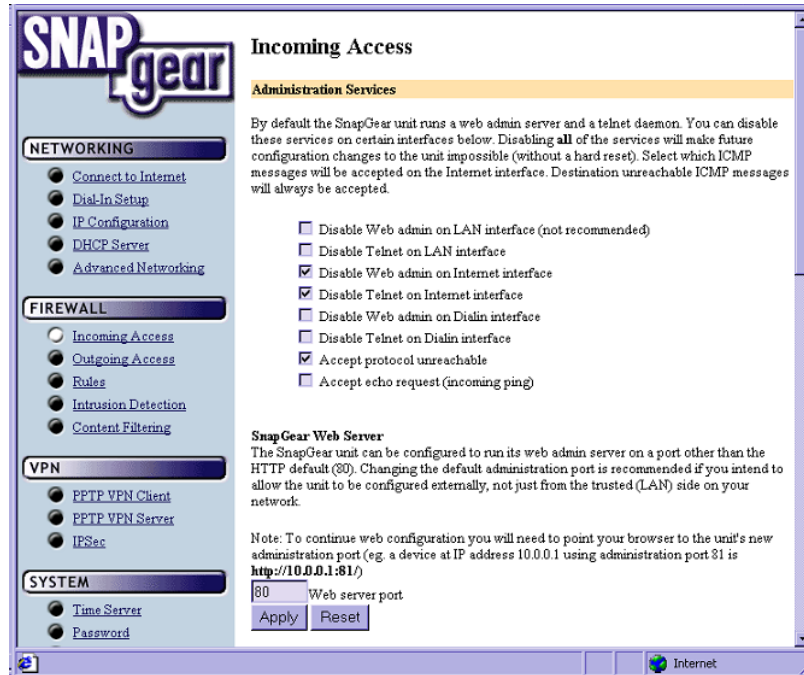 SNAP
gear
NETWORKING
Connect to Internet
Dial-In Setup
IP Configuration
DHCP Server
Advanced Networking
FIREWALL
Incoming Access
Outgoing Access
Rules
Intrusion Detection
Content Filtering
VPN
PPTP VPN Client
PPTP VPN Server
IPSec
SYSTEM
Time Server
Password
Incoming Access
Administration Services
By default the SnapGear unit runs a web admin server and a telnet daemon. You can disable
these services on certain interfaces below. Disabling all of the services will make future
configuration changes to the unit impossible (without a hard reset). Select which ICMP
messages will be accepted on the Internet interface. Destination unreachable ICMP messages
will always be accepted.
Disable Web admin on LAN interface (not recommended)
Disable Telnet on LAN interface
Disable Web admin on Internet interface
Disable Telnet on Internet interface
Disable Web admin on Dialin interface
Disable Telnet on Dialin interface
Accept protocol unreachable
Accept echo request (incoming ping)
SnapGear Web Server
The SnapGear unit can be configured to run its web admin server on a port other than the
HTTP default (80). Changing the default administration port is recommended if you intend to
allow the unit to be configured externally, not just from the trusted (LAN) side on your
network.
Note: To continue web configuration you will need to point your browser to the unit's new
administration port (eg. a device at IP address 10.0.0.1 using administration port 81 is
http://10.0.0.1:81/)
80 Web server port
Apply Reset
Internet